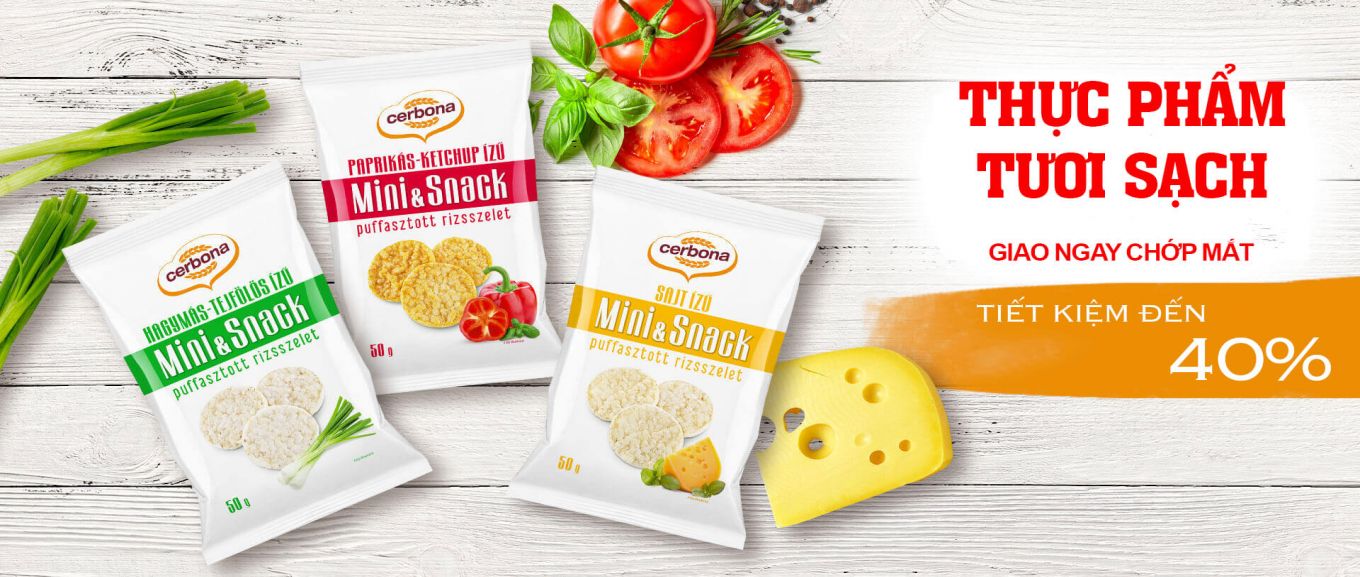 cerbona
HAGYMÁS-TEJFÖLÖS ÍZŰ
Mini&Snack
puffasztott rizsszelet
50 g
cerbona
PAPRIKÁS-KETCHUP ÍZŰ
Mini&Snack
puffasztott rizsszelet
50 g
cerbona
SAJT ÍZŰ
Mini&Snack
puffasztott rizsszelet
50 g
THỰC PHẨM
TƯƠI SẠCH
GIAO NGAY CHỚP MÁT
TIẾT KIỆM ĐẾN
40%